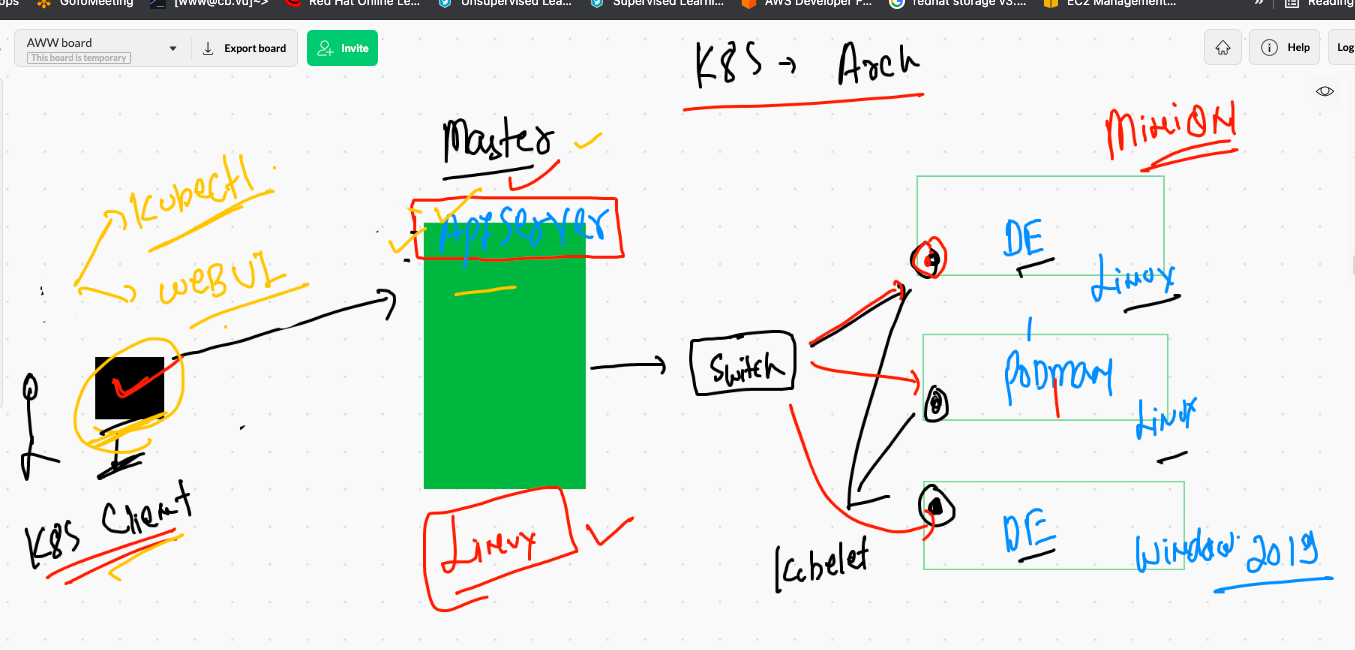 GoToMeeting
[www@cb.vu]~>
Red Hat Online Le...
Unsupervised Lea...
Supervised Learni...
AWS Developer F...
redhat storage v3....
EC2 Management...
»
Reading
AWW board
This board is temporary
Export board
Invite
Help
Log
K8S → Arch
Master
MiNiON
Kubectl
ApiServer
DE
weBUI
Linux
Switch
PoDman
Linux
K8S Client
Linux
Kubelet
DE
Window 2019